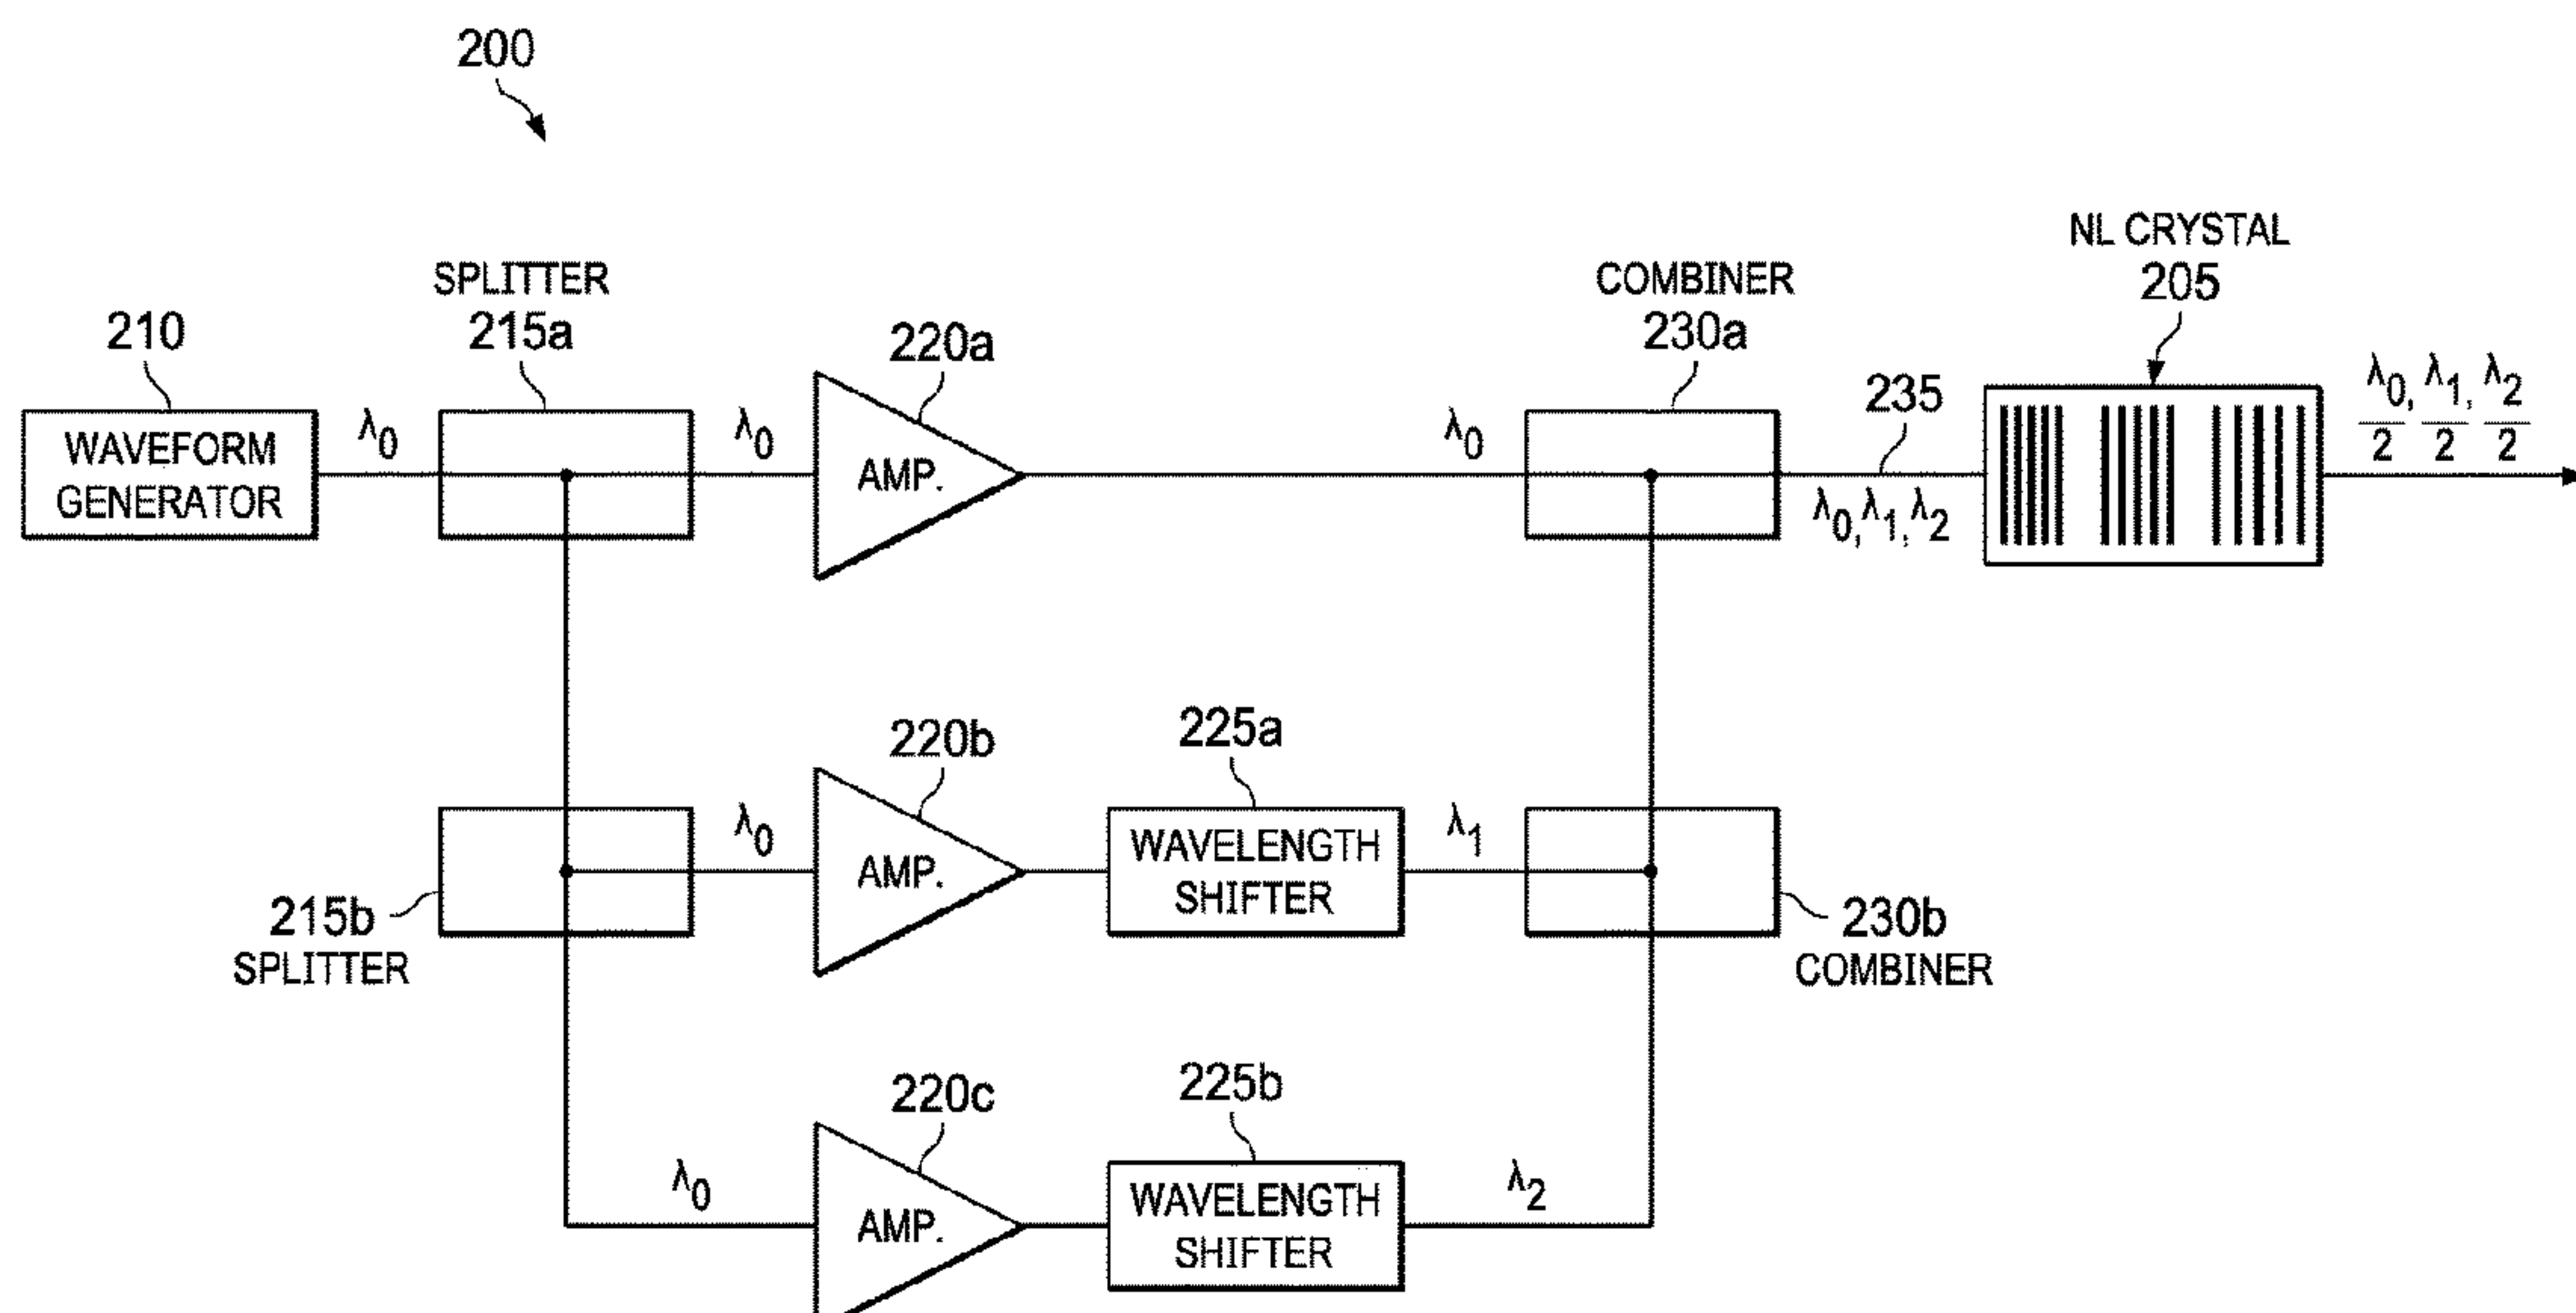 200
SPLITTER
215a
210
WAVEFORM
GENERATOR
λ0
λ0
220a
AMP.
λ0
COMBINER
230a
235
λ0, λ1, λ2
NL CRYSTAL
205
λ0/2, λ1/2, λ2/2
215b
SPLITTER
λ0
220b
AMP.
225a
WAVELENGTH
SHIFTER
λ1
230b
COMBINER
λ0
220c
AMP.
225b
WAVELENGTH
SHIFTER
λ2